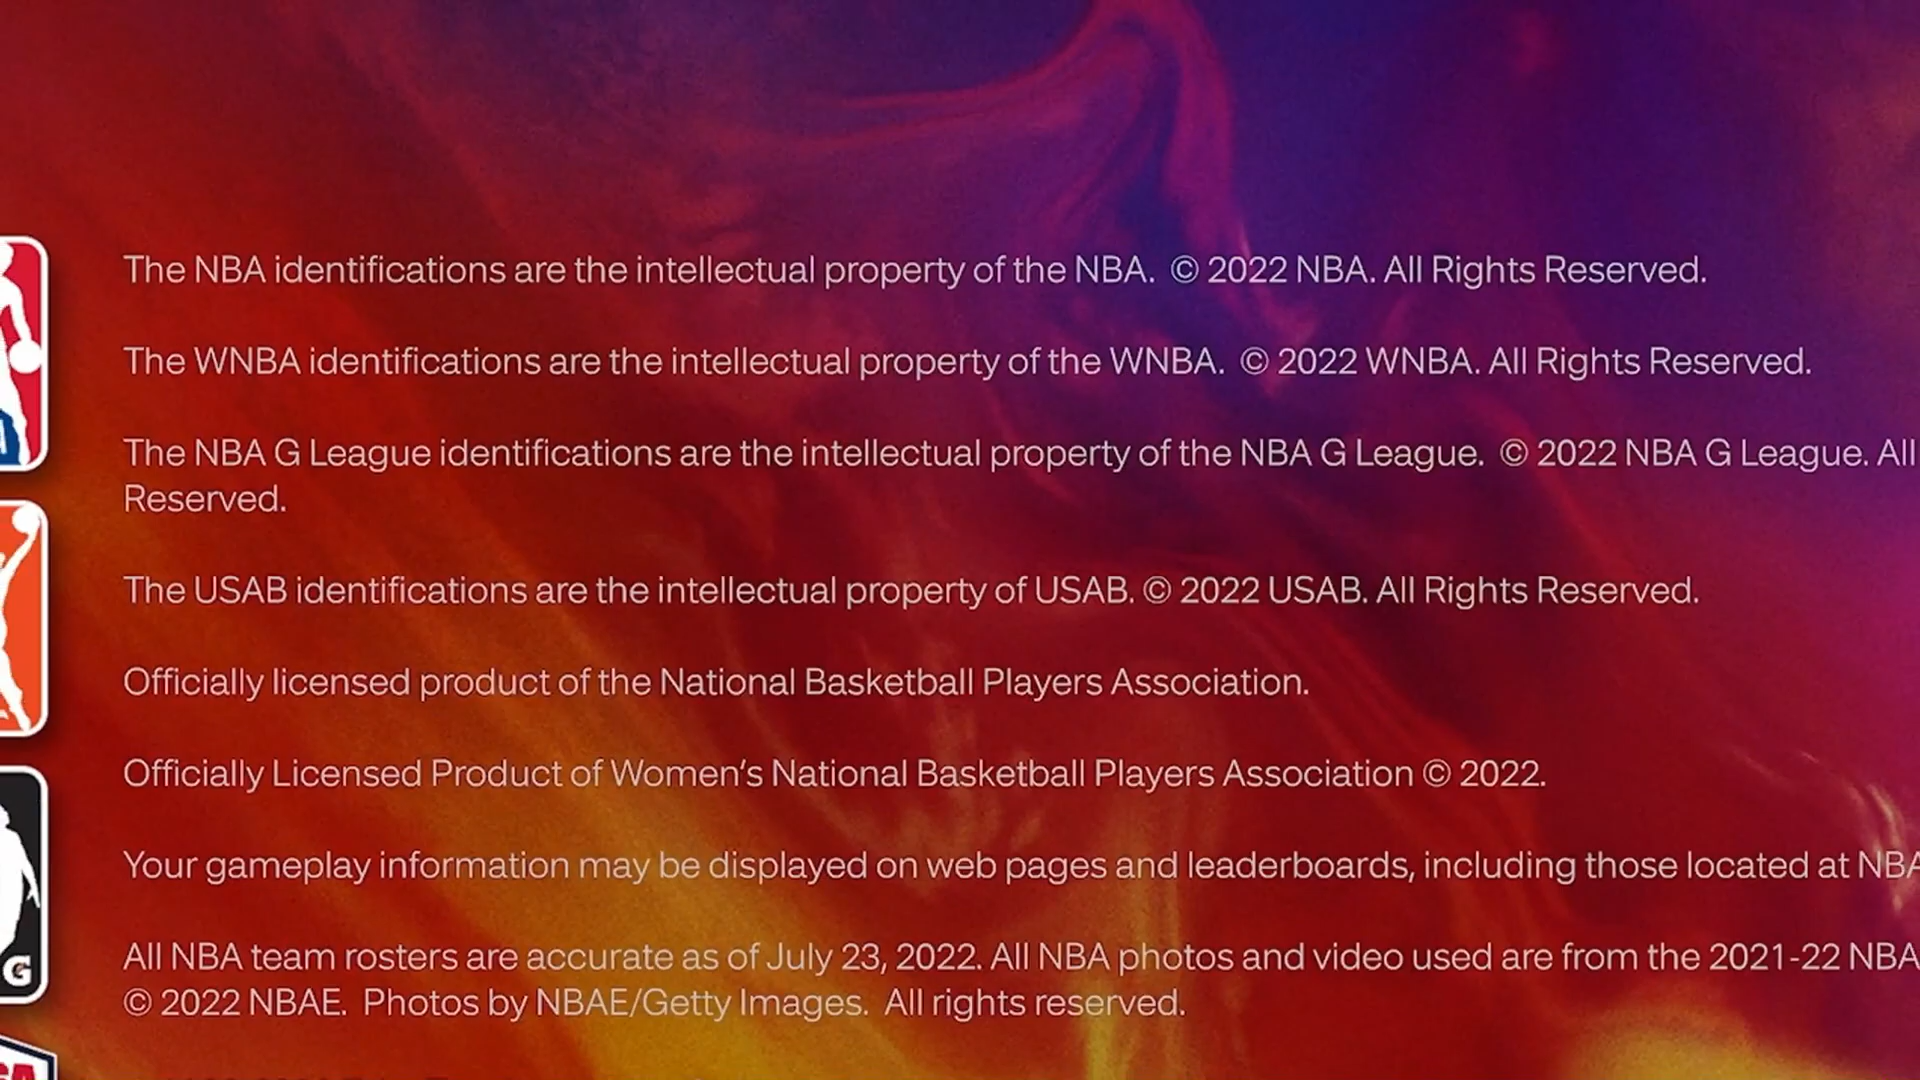 The NBA identifications are the intellectual property of the NBA. © 2022 NBA. All Rights Reserved.
The WNBA identifications are the intellectual property of the WNBA. © 2022 WNBA. All Rights Reserved.
The NBA G League identifications are the intellectual property of the NBA G League. © 2022 NBA G League. All
Reserved.
The USAB identifications are the intellectual property of USAB. © 2022 USAB. All Rights Reserved.
Officially licensed product of the National Basketball Players Association.
Officially Licensed Product of Women’s National Basketball Players Association © 2022.
Your gameplay information may be displayed on web pages and leaderboards, including those located at NBA
All NBA team rosters are accurate as of July 23, 2022. All NBA photos and video used are from the 2021-22 NBA
© 2022 NBAE. Photos by NBAE/Getty Images. All rights reserved.
G